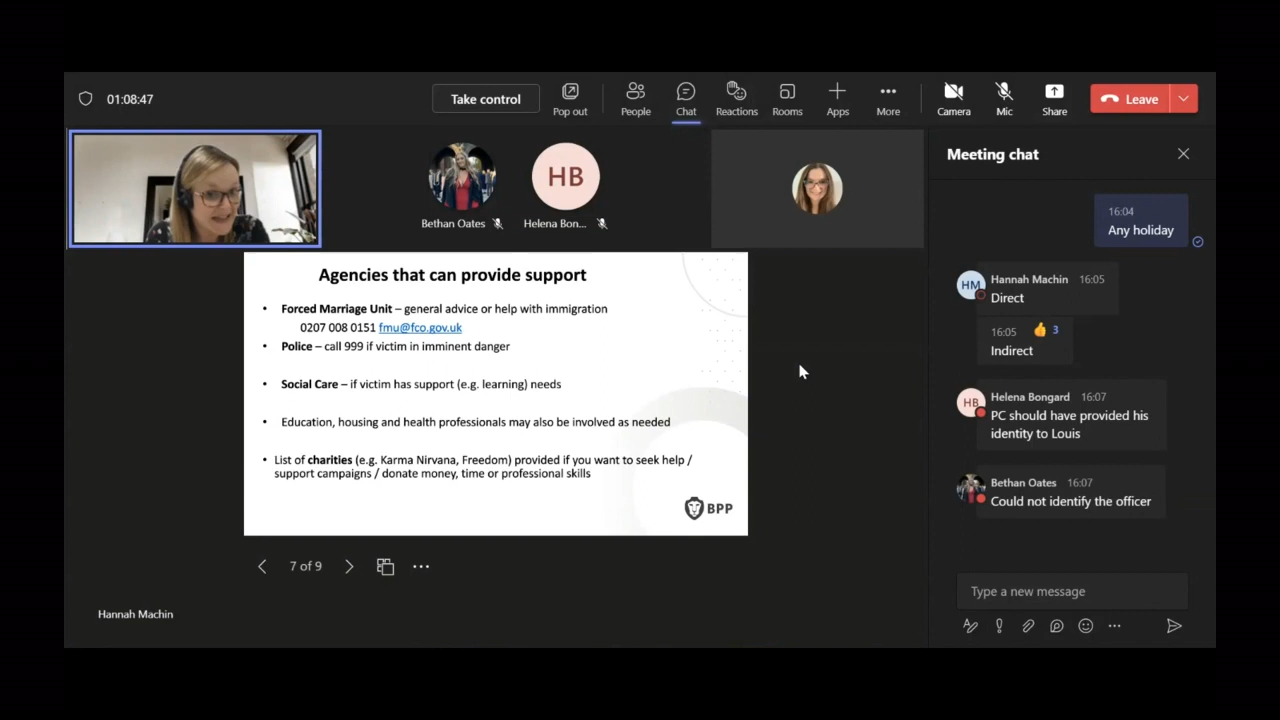 01:08:47
Take control
Pop out
People
Chat
Reactions
Rooms
Apps
More
Camera
Mic
Share
Leave
HB
Bethan Oates
Helena Bon...
Agencies that can provide support
• Forced Marriage Unit – general advice or help with immigration
0207 008 0151 fmu@fco.gov.uk
• Police – call 999 if victim in imminent danger
• Social Care – if victim has support (e.g. learning) needs
Education, housing and health professionals may also be involved as needed
• List of charities (e.g. Karma Nirvana, Freedom) provided if you want to seek help /
support campaigns / donate money, time or professional skills
BPP
7 of 9
Hannah Machin
Meeting chat
16:04
Any holiday
HM
Hannah Machin 16:05
Direct
16:05 👍 3
Indirect
HB
Helena Bongard 16:07
PC should have provided his
identity to Louis
Bethan Oates 16:07
Could not identify the officer
Type a new message